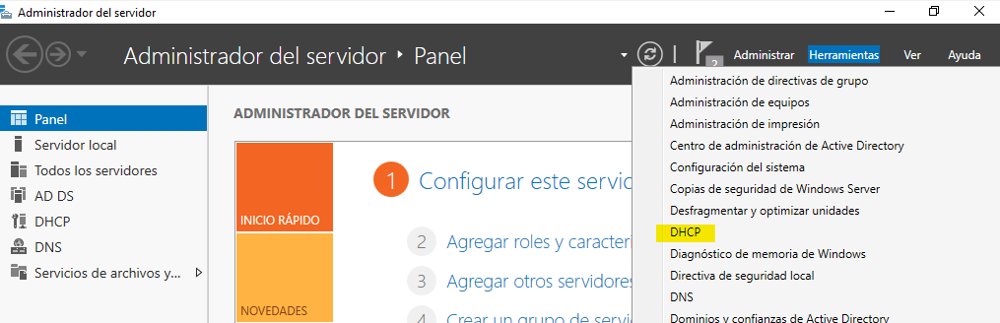 Administrador del servidor
Administrador del servidor ‣ Panel
2
Administrar Herramientas Ver Ayuda
Panel
Servidor local
Todos los servidores
AD DS
DHCP
DNS
Servicios de archivos y...
ADMINISTRADOR DEL SERVIDOR
INICIO RÁPIDO
NOVEDADES
1 Configurar este servid
2 Agregar roles y caracterí
3 Agregar otros servidores
4 Crear un grupo de servi
Administración de directivas de grupo
Administración de equipos
Administración de impresión
Centro de administración de Active Directory
Configuración del sistema
Copias de seguridad de Windows Server
Desfragmentar y optimizar unidades
DHCP
Diagnóstico de memoria de Windows
Directiva de seguridad local
DNS
Dominios y confianzas de Active Directory